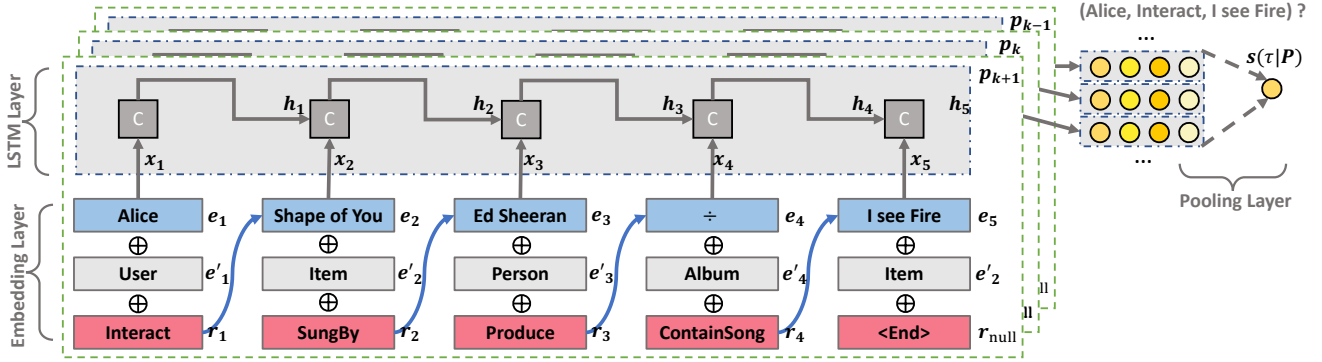 p_{k-1}
(Alice, Interact, I see Fire) ?
p_k
...
p_{k+1}
s(τ|P)
LSTM Layer
h_1 h_2 h_3 h_4 h_5
C C C C C
x_1 x_2 x_3 x_4 x_5
...
Pooling Layer
Embedding Layer
Alice e_1 Shape of You e_2 Ed Sheeran e_3 ÷ e_4 I see Fire e_5
⊕ ⊕ ⊕ ⊕ ⊕
User e'_1 Item e'_2 Person e'_3 Album e'_4 Item e'_2
ll
⊕ ⊕ ⊕ ⊕ ⊕
ll
Interact r_1 SungBy r_2 Produce r_3 ContainSong r_4 <End> r_null